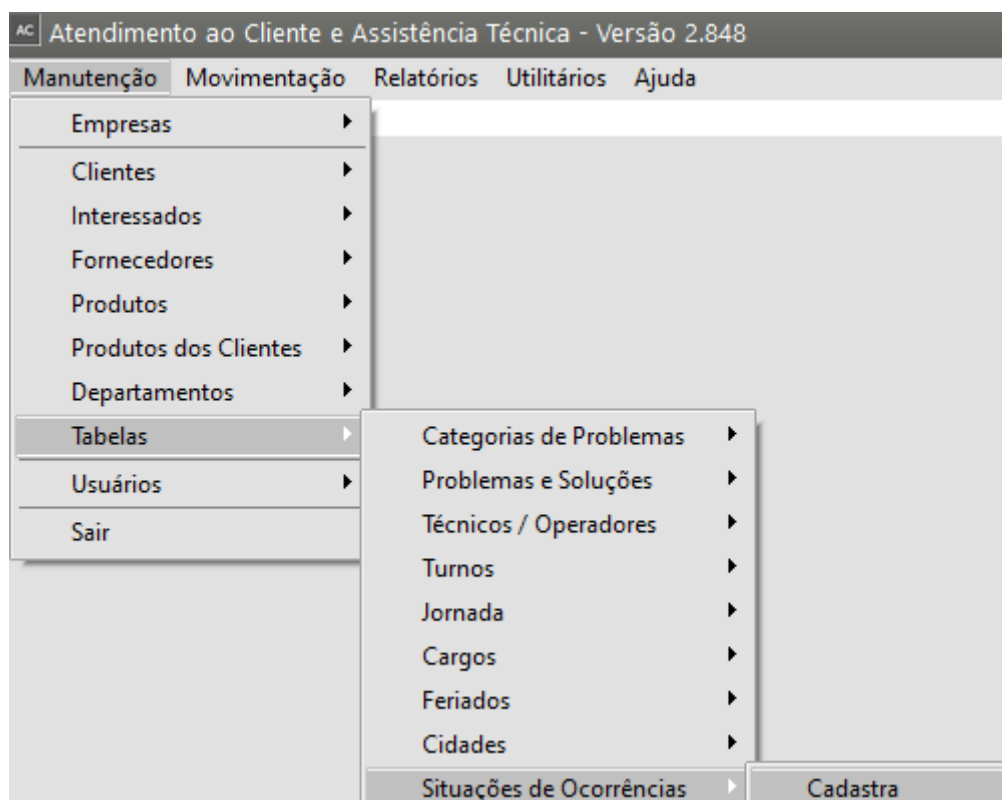 AC Atendimento ao Cliente e Assistência Técnica - Versão 2.848
Manutenção Movimentação Relatórios Utilitários Ajuda
Empresas
Clientes
Interessados
Fornecedores
Produtos
Produtos dos Clientes
Departamentos
Tabelas
Usuários
Sair
Categorias de Problemas
Problemas e Soluções
Técnicos / Operadores
Turnos
Jornada
Cargos
Feriados
Cidades
Situações de Ocorrências
Cadastra